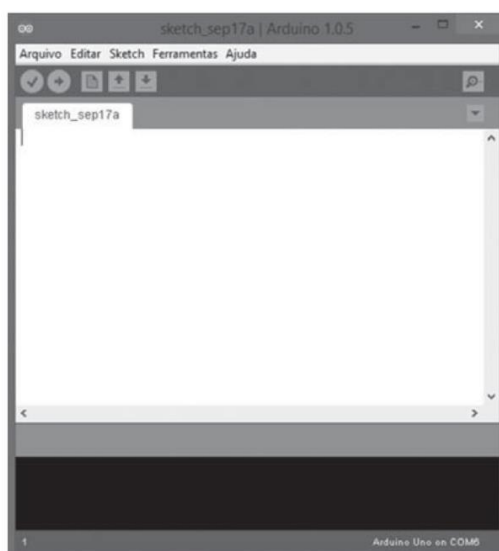 sketch_sep17a | Arduino 1.0.5
Arquivo Editar Sketch Ferramentas Ajuda
sketch_sep17a
1
Arduino Uno on COM6